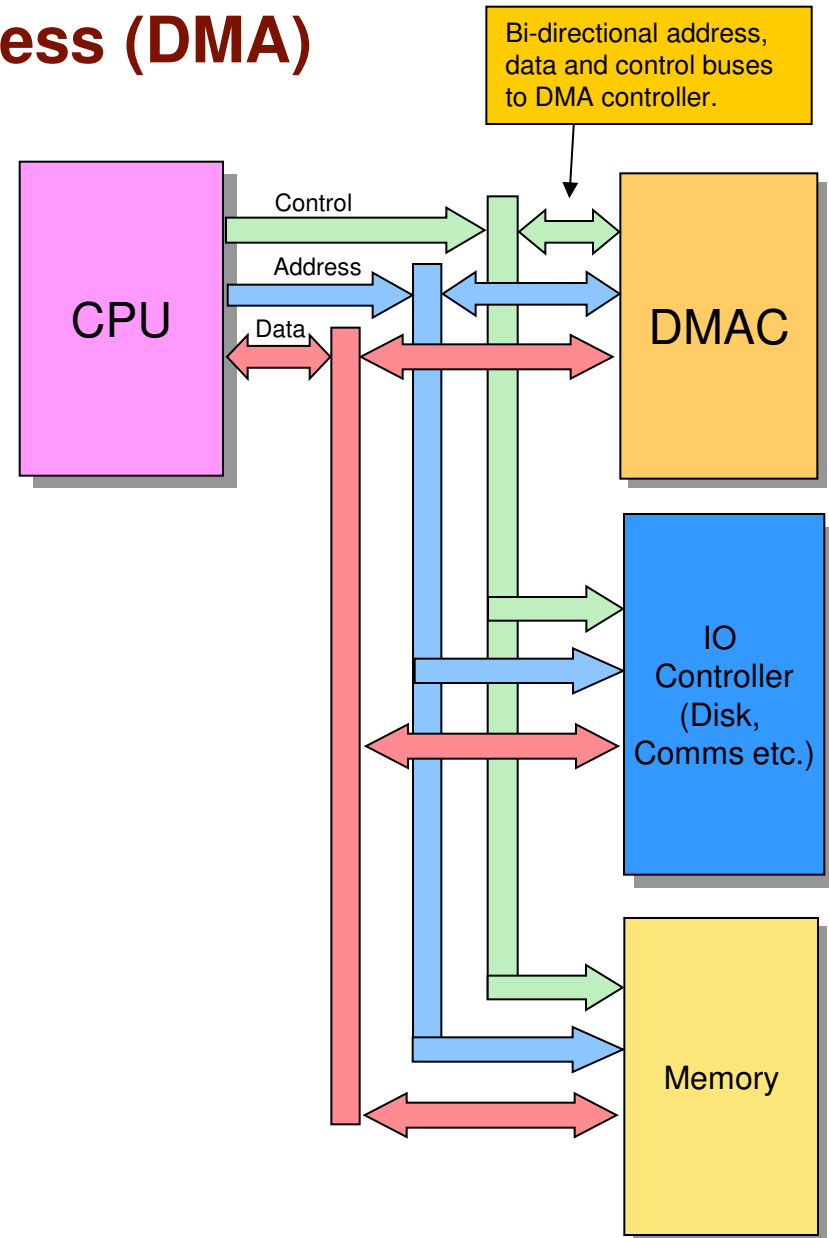 ess (DMA)
Bi-directional address,
data and control buses
to DMA controller.
Control
Address
Data
CPU
DMAC
IO
Controller
(Disk,
Comms etc.)
Memory